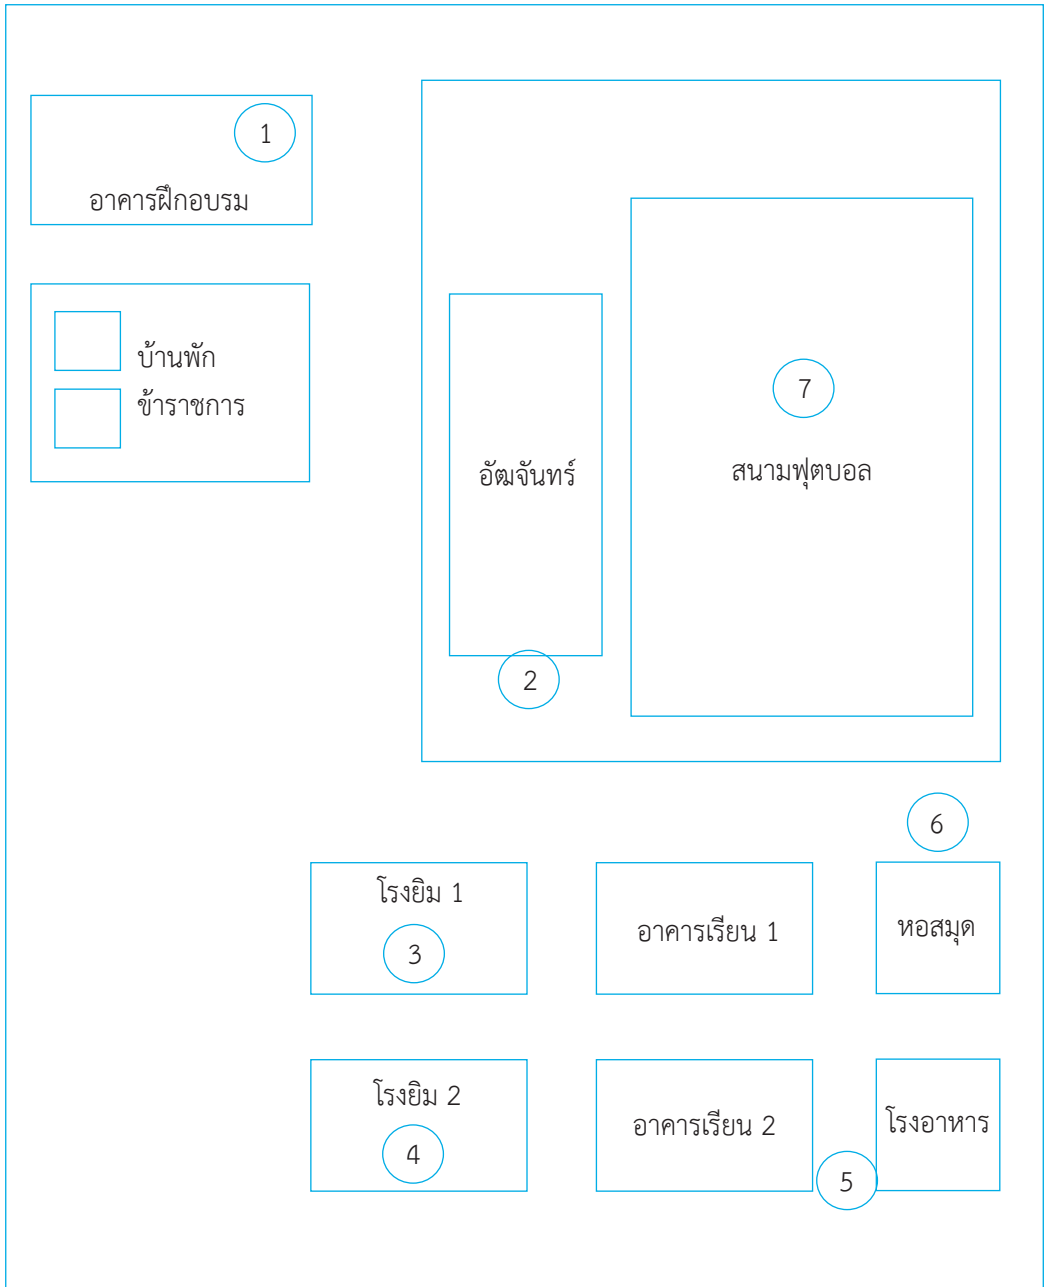 1
อาคารฝึกอบรม
บ้านพัก
ข้าราชการ
อัฒจันทร์
2
7
สนามฟุตบอล
6
โรงยิม 1
3
อาคารเรียน 1
หอสมุด
โรงยิม 2
4
อาคารเรียน 2
5
โรงอาหาร